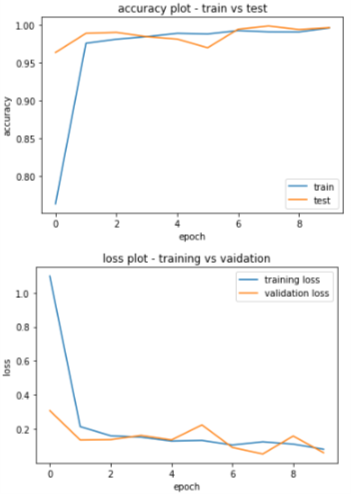 accuracy plot - train vs test
1.00
0.95
0.90
0.85
0.80
accuracy
0 2 4 6 8
epoch
train
test
loss plot - training vs vaidation
1.0
0.8
0.6
0.4
0.2
loss
0 2 4 6 8
epoch
training loss
validation loss